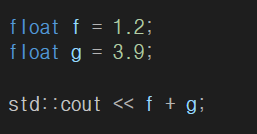 float f = 1.2;
float g = 3.9;
std::cout << f + g;